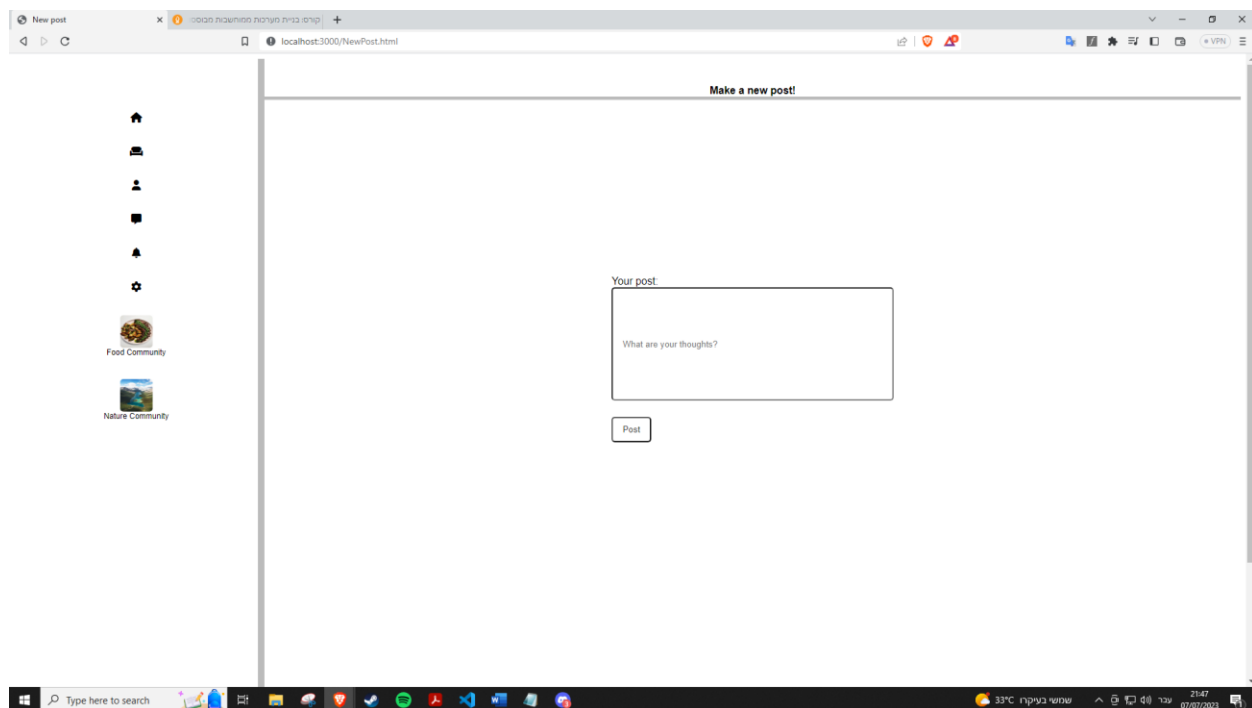 New post
קורס: בניית מערכות ממוחשבות מבוסס
localhost:3000/NewPost.html
VPN
Make a new post!
Food Community
Nature Community
Your post:
What are your thoughts?
Post
Type here to search
33°C שמשי בעיקרו
עבר
21:47
07/07/2023